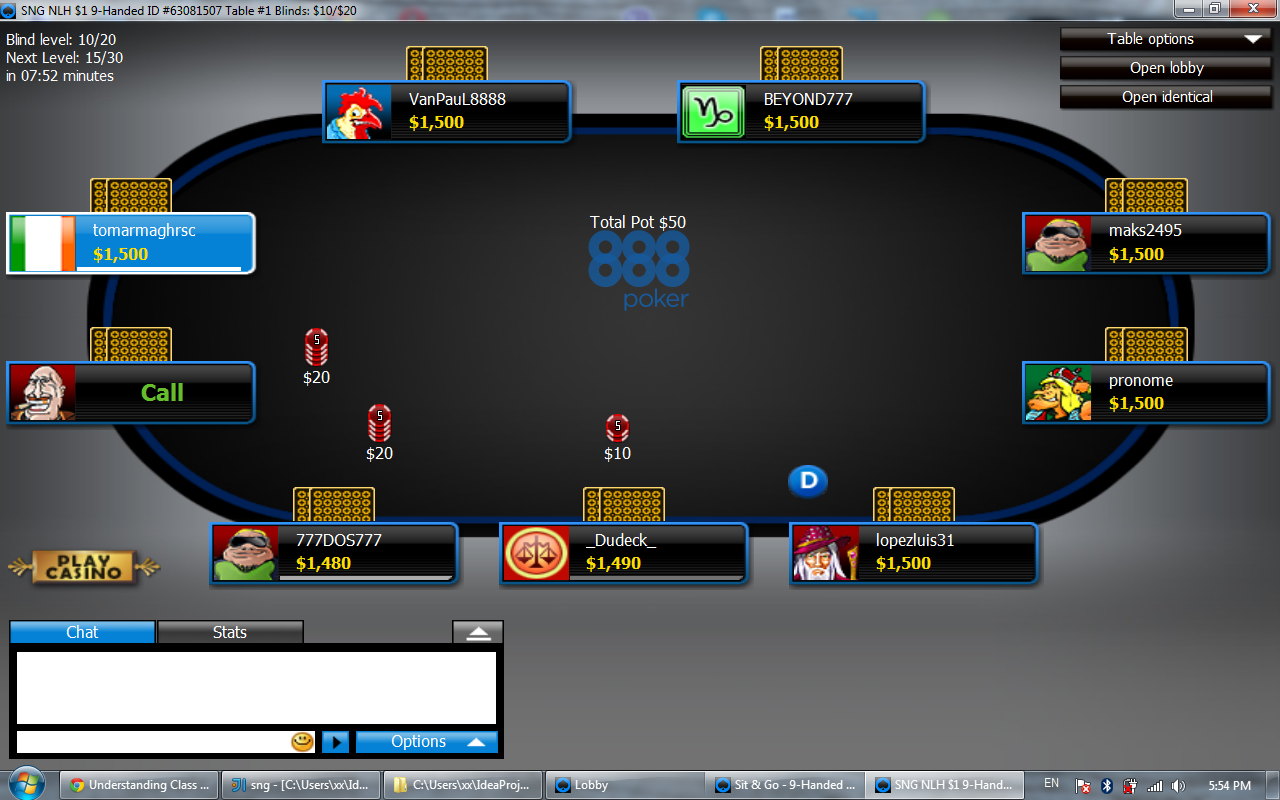 SNG NLH $1 9-Handed ID #63081507 Table #1 Blinds: $10/$20
Blind level: 10/20
Next Level: 15/30
in 07:52 minutes
Table options
Open lobby
Open identical
VanPauL8888
$1,500
BEYOND777
$1,500
tomarmaghrsc
$1,500
maks2495
$1,500
Total Pot $50
888
poker
Call
pronome
$1,500
5
$20
5
$20
5
$10
D
777DOS777
$1,480
_Dudeck_
$1,490
lopezluis31
$1,500
PLAY
CASINO
Chat
Stats
Options
Understanding Class ...
sng - [C:\Users\xx\Id...
C:\Users\xx\IdeaProj...
Lobby
Sit & Go - 9-Handed ...
SNG NLH $1 9-Hand...
EN
5:54 PM